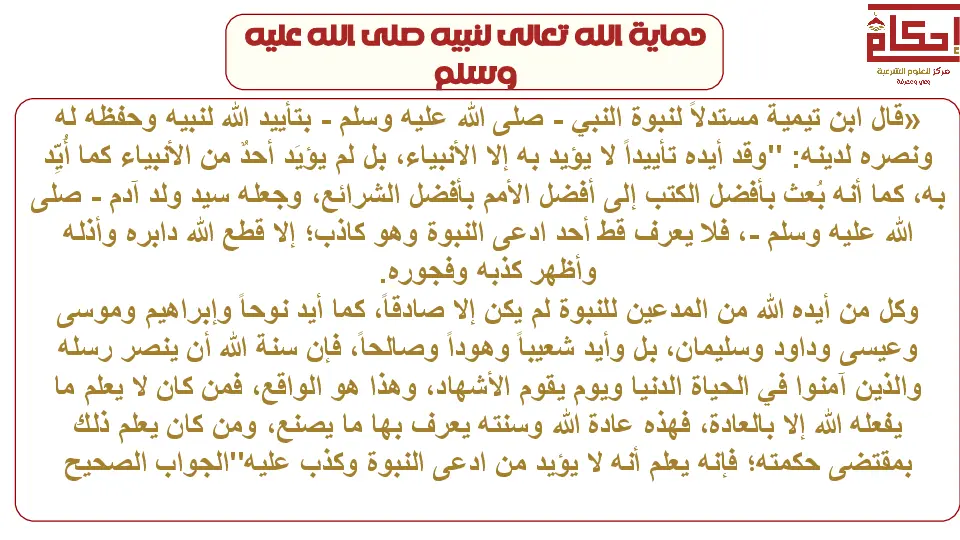 إحكام
مركز للعلوم الشرعية
وعي ومعرفة
حماية الله تعالى لنبيه صلى الله عليه
وسلم
«قال ابن تيمية مستدلاً لنبوة النبي - صلى الله عليه وسلم - بتأييد الله لنبيه وحفظه له
ونصره لدينه: "وقد أيده تأييداً لا يؤيد به إلا الأنبياء، بل لم يؤيَد أحدٌ من الأنبياء كما أُيِّد
به، كما أنه بُعث بأفضل الكتب إلى أفضل الأمم بأفضل الشرائع، وجعله سيد ولد آدم - صلى
الله عليه وسلم -، فلا يعرف قط أحد ادعى النبوة وهو كاذب؛ إلا قطع الله دابره وأذله
وأظهر كذبه وفجوره.
وكل من أيده الله من المدعين للنبوة لم يكن إلا صادقاً، كما أيد نوحاً وإبراهيم وموسى
وعيسى وداود وسليمان، بل وأيد شعيباً وهوداً وصالحاً، فإن سنة الله أن ينصر رسله
والذين آمنوا في الحياة الدنيا ويوم يقوم الأشهاد، وهذا هو الواقع، فمن كان لا يعلم ما
يفعله الله إلا بالعادة، فهذه عادة الله وسنته يعرف بها ما يصنع، ومن كان يعلم ذلك
بمقتضى حكمته؛ فإنه يعلم أنه لا يؤيد من ادعى النبوة وكذب عليه"الجواب الصحيح